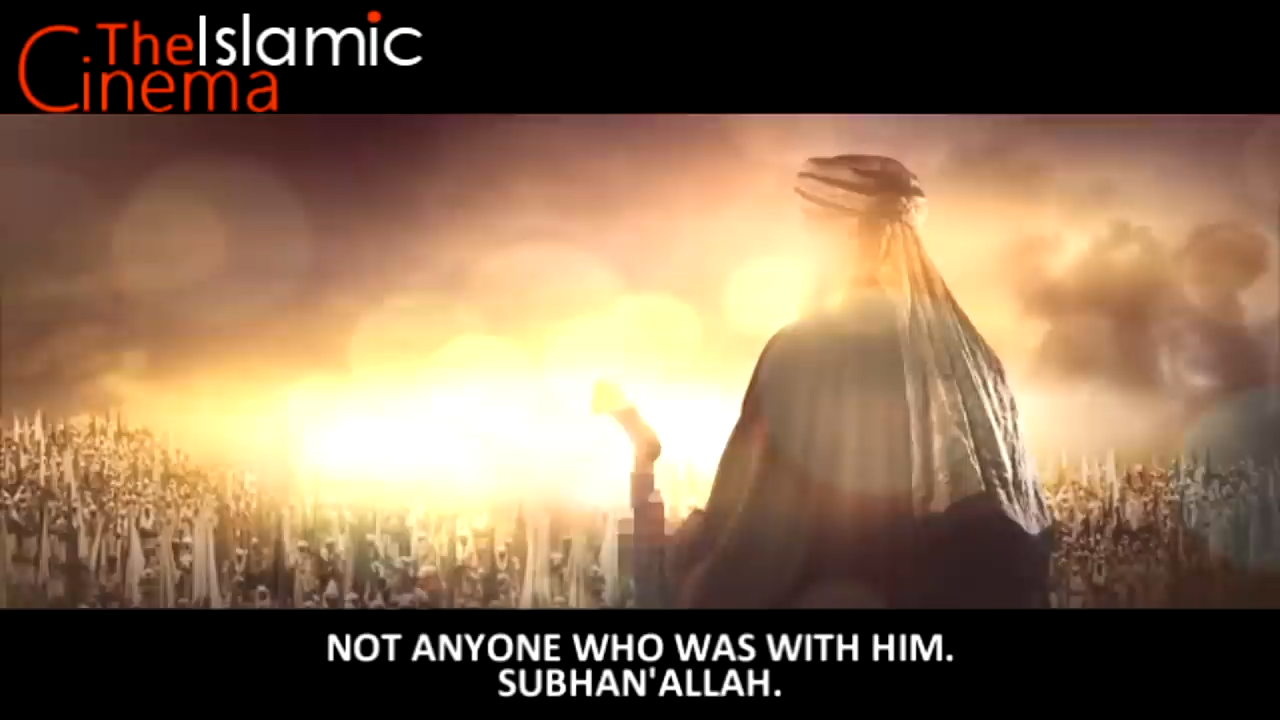 TheIslamic
Cinema
NOT ANYONE WHO WAS WITH HIM.
SUBHAN'ALLAH.